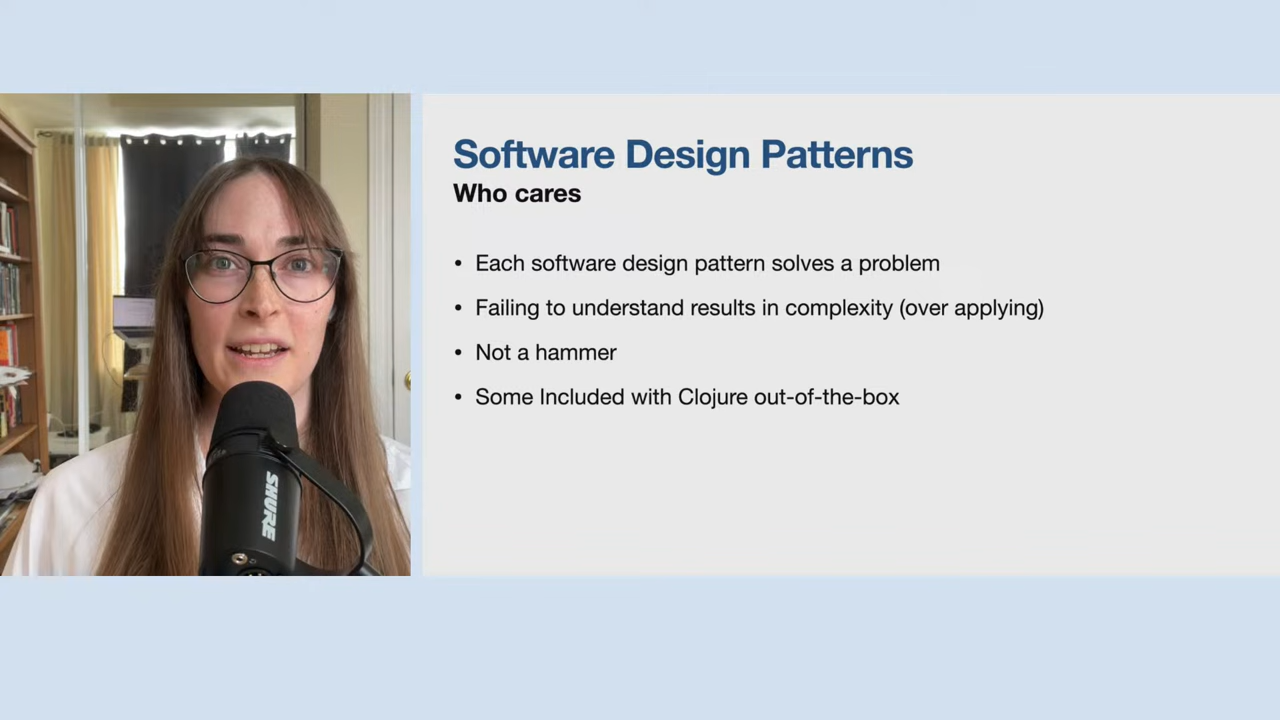 Software Design Patterns
Who cares
• Each software design pattern solves a problem
• Failing to understand results in complexity (over applying)
• Not a hammer
• Some Included with Clojure out-of-the-box
SHURE